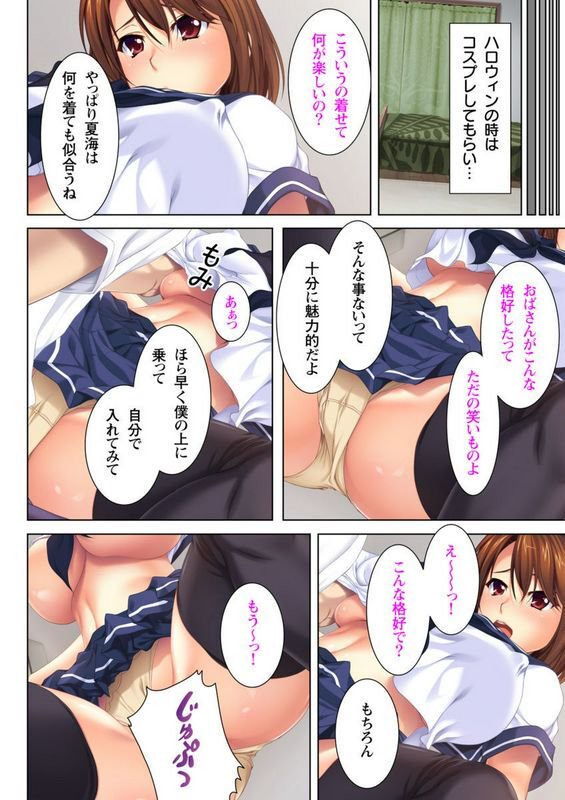 ハロウィンの時は
コスプレしてもらい…
こういうの着せて
何が楽しいの？
やっぱり夏海は
何を着ても似合うね
おばさんがこんな
格好したって
ただの笑いものよ
そんな事ないって
十分に魅力的だよ
もみ
あぁっ
ほら早く僕の上に
乗って
自分で
入れてみて
え～～～っ！
こんな格好で？
もちろん
もう～っ！
じゅぷっ